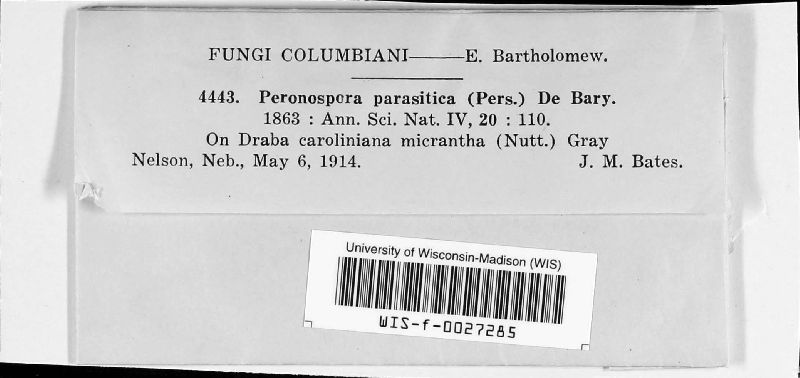 FUNGI COLUMBIANI——E. Bartholomew.
4443. Peronospora parasitica (Pers.) De Bary.
1863 : Ann. Sci. Nat. IV, 20 : 110.
On Draba caroliniana micrantha (Nutt.) Gray
Nelson, Neb., May 6, 1914. J. M. Bates.
University of Wisconsin-Madison (WIS)
WIS-f-0027285